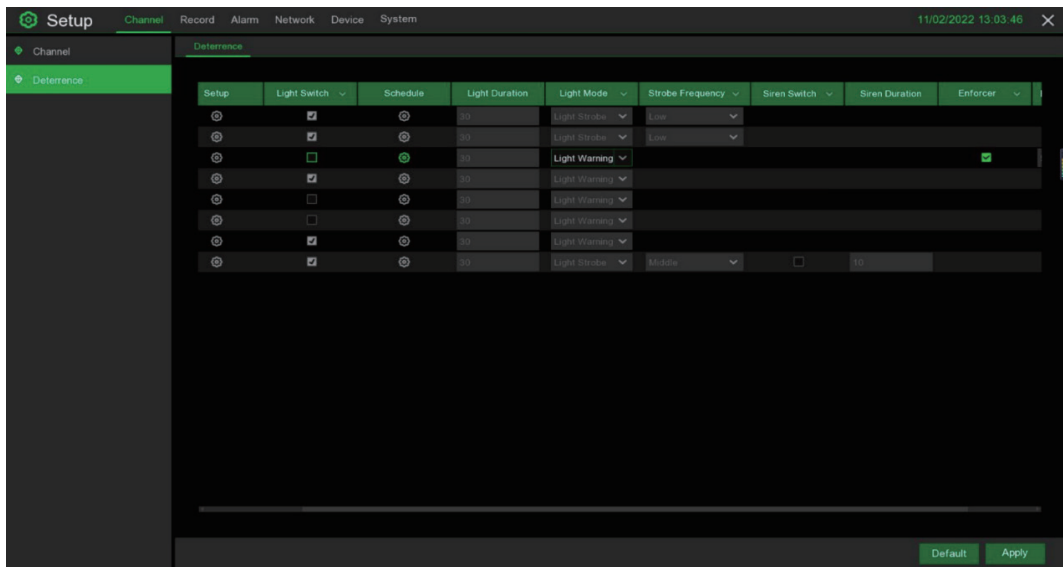 Setup Channel Record Alarm Network Device System 11/02/2022 13:03:46
Channel
Deterrence
Deterrence
Setup Light Switch Schedule Light Duration Light Mode Strobe Frequency Siren Switch Siren Duration Enforcer
30 Light Strobe Low
30 Light Strobe Low
30 Light Warning
30 Light Warning
30 Light Warning
30 Light Warning
30 Light Warning
30 Light Strobe Middle 10
Default Apply